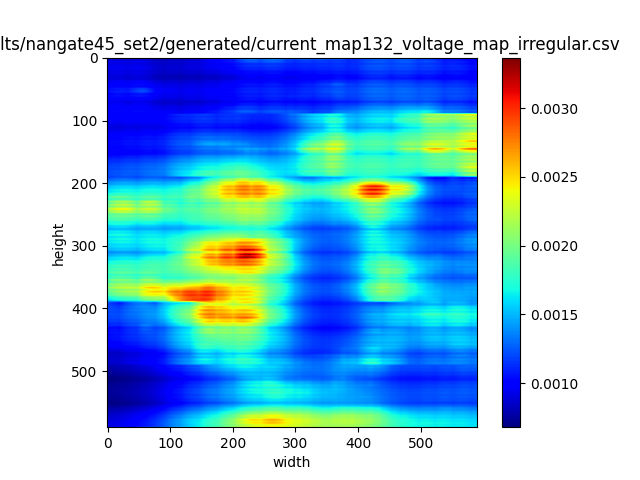 lts/nangate45_set2/generated/current_map132_voltage_map_irregular.csv
0
100
200
300
400
500
height
0 100 200 300 400 500
width
0.0030
0.0025
0.0020
0.0015
0.0010